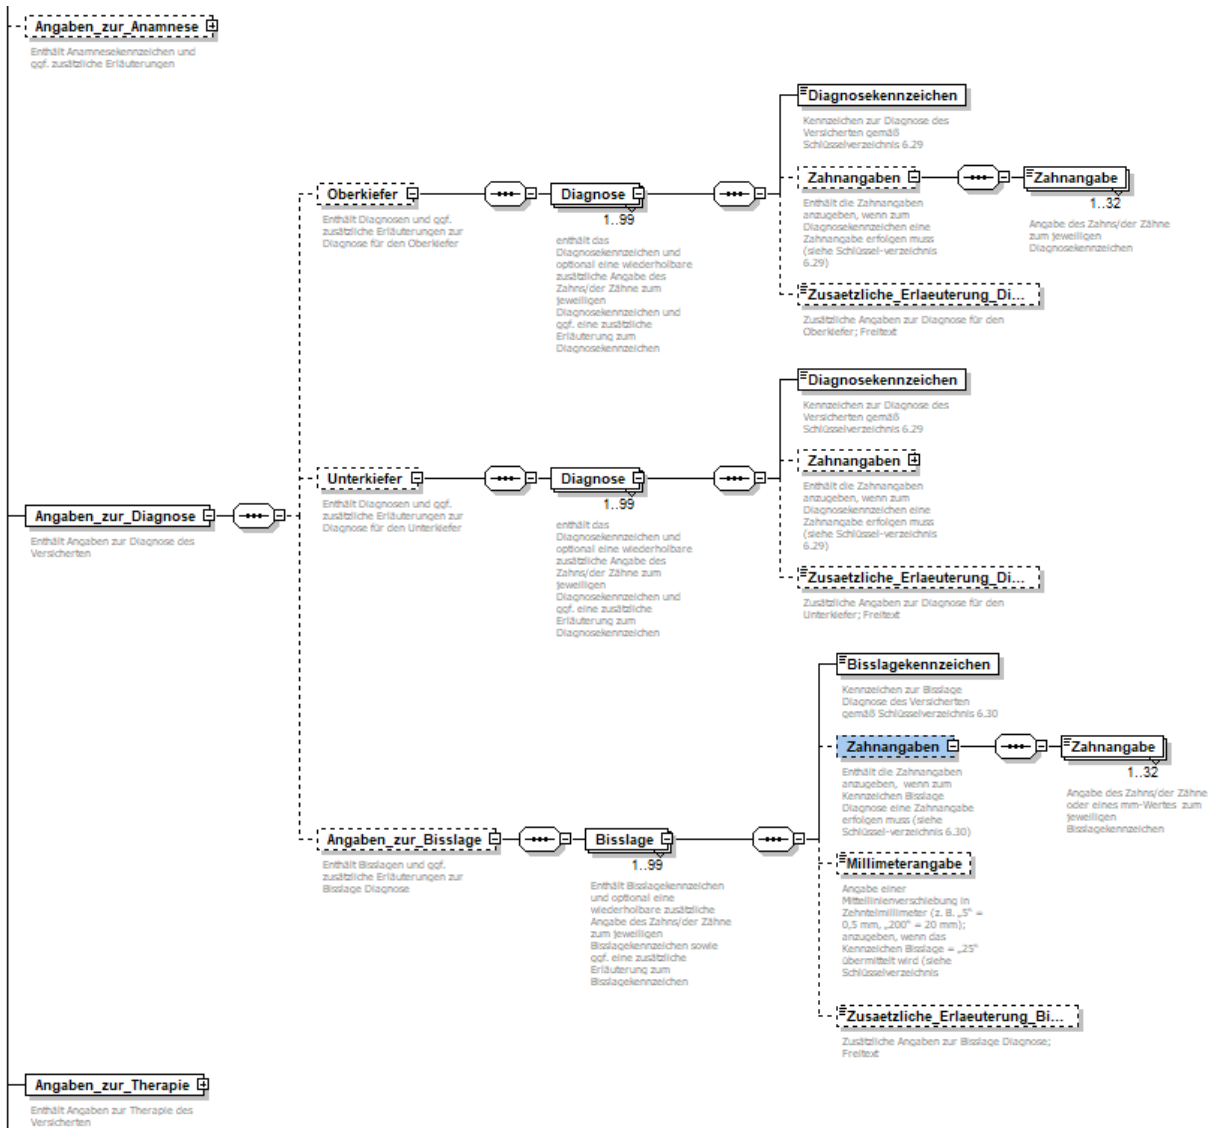 Angaben_zur_Anamnese
Enthält Anamnesekennzeichen und
ggf. zusätzliche Erläuterungen
Diagnosekennzeichen
Kennzeichen zur Diagnose des
Versicherten gemäß
Schlüsselverzeichnis 6.29
Oberkiefer
Enthält Diagnosen und ggf.
zusätzliche Erläuterungen zur
Diagnose für den Oberkiefer
Diagnose
1..99
enthält das
Diagnosekennzeichen und
optional eine wiederholbare
zusätzliche Angabe des
Zahns/der Zähne zum
jeweiligen
Diagnosekennzeichen und
ggf. eine zusätzliche
Erläuterung zum
Diagnosekennzeichen
Zahnangaben
Enthält die Zahnangaben
anzugeben, wenn zum
Diagnosekennzeichen eine
Zahnangabe erfolgen muss
(siehe Schlüssel-verzeichnis
6.29)
Zahnangabe
1..32
Angabe des Zahns/der Zähne
zum jeweiligen
Diagnosekennzeichen
Zusaetzliche_Erlaeuterung_Di...
Zusätzliche Angaben zur Diagnose für den
Oberkiefer; Freitext
Diagnosekennzeichen
Kennzeichen zur Diagnose des
Versicherten gemäß
Schlüsselverzeichnis 6.29
Unterkiefer
Enthält Diagnosen und ggf.
zusätzliche Erläuterungen zur
Diagnose für den Unterkiefer
Diagnose
1..99
enthält das
Diagnosekennzeichen und
optional eine wiederholbare
zusätzliche Angabe des
Zahns/der Zähne zum
jeweiligen
Diagnosekennzeichen und
ggf. eine zusätzliche
Erläuterung zum
Diagnosekennzeichen
Zahnangaben
Enthält die Zahnangaben
anzugeben, wenn zum
Diagnosekennzeichen eine
Zahnangabe erfolgen muss
(siehe Schlüssel-verzeichnis
6.29)
Zusaetzliche_Erlaeuterung_Di...
Zusätzliche Angaben zur Diagnose für den
Unterkiefer; Freitext
Angaben_zur_Diagnose
Enthält Angaben zur Diagnose des
Versicherten
Bisslagekennzeichen
Kennzeichen zur Bisslage
Diagnose des Versicherten
gemäß Schlüsselverzeichnis 6.30
Zahnangaben
Enthält die Zahnangaben
anzugeben,  wenn zum
Kennzeichen Bisslage
Diagnose eine Zahnangabe
erfolgen muss (siehe
Schlüssel-verzeichnis 6.30)
Zahnangabe
1..32
Angabe des Zahns/der Zähne
oder eines mm-Wertes  zum
jeweiligen
Bisslagekennzeichen
Angaben_zur_Bisslage
Enthält Bisslagen und ggf.
zusätzliche Erläuterungen zur
Bisslage Diagnose
Bisslage
1..99
Enthält Bisslagekennzeichen
und optional eine
wiederholbare zusätzliche
Angabe des Zahns/der Zähne
zum jeweiligen
Bisslagekennzeichen sowie
ggf. eine zusätzliche
Erläuterung zum
Bisslagekennzeichen
Millimeterangabe
Angabe einer
Mittellinienverschiebung in
Zehntelmillimeter (z. B. „5“ =
0,5 mm, „200“ = 20 mm);
anzugeben, wenn das
Kennzeichen Bisslage = „25“
übermittelt wird (siehe
Schlüsselverzeichnis
Zusaetzliche_Erlaeuterung_Bi...
Zusätzliche Angaben zur Bisslage Diagnose;
Freitext
Angaben_zur_Therapie
Enthält Angaben zur Therapie des
Versicherten